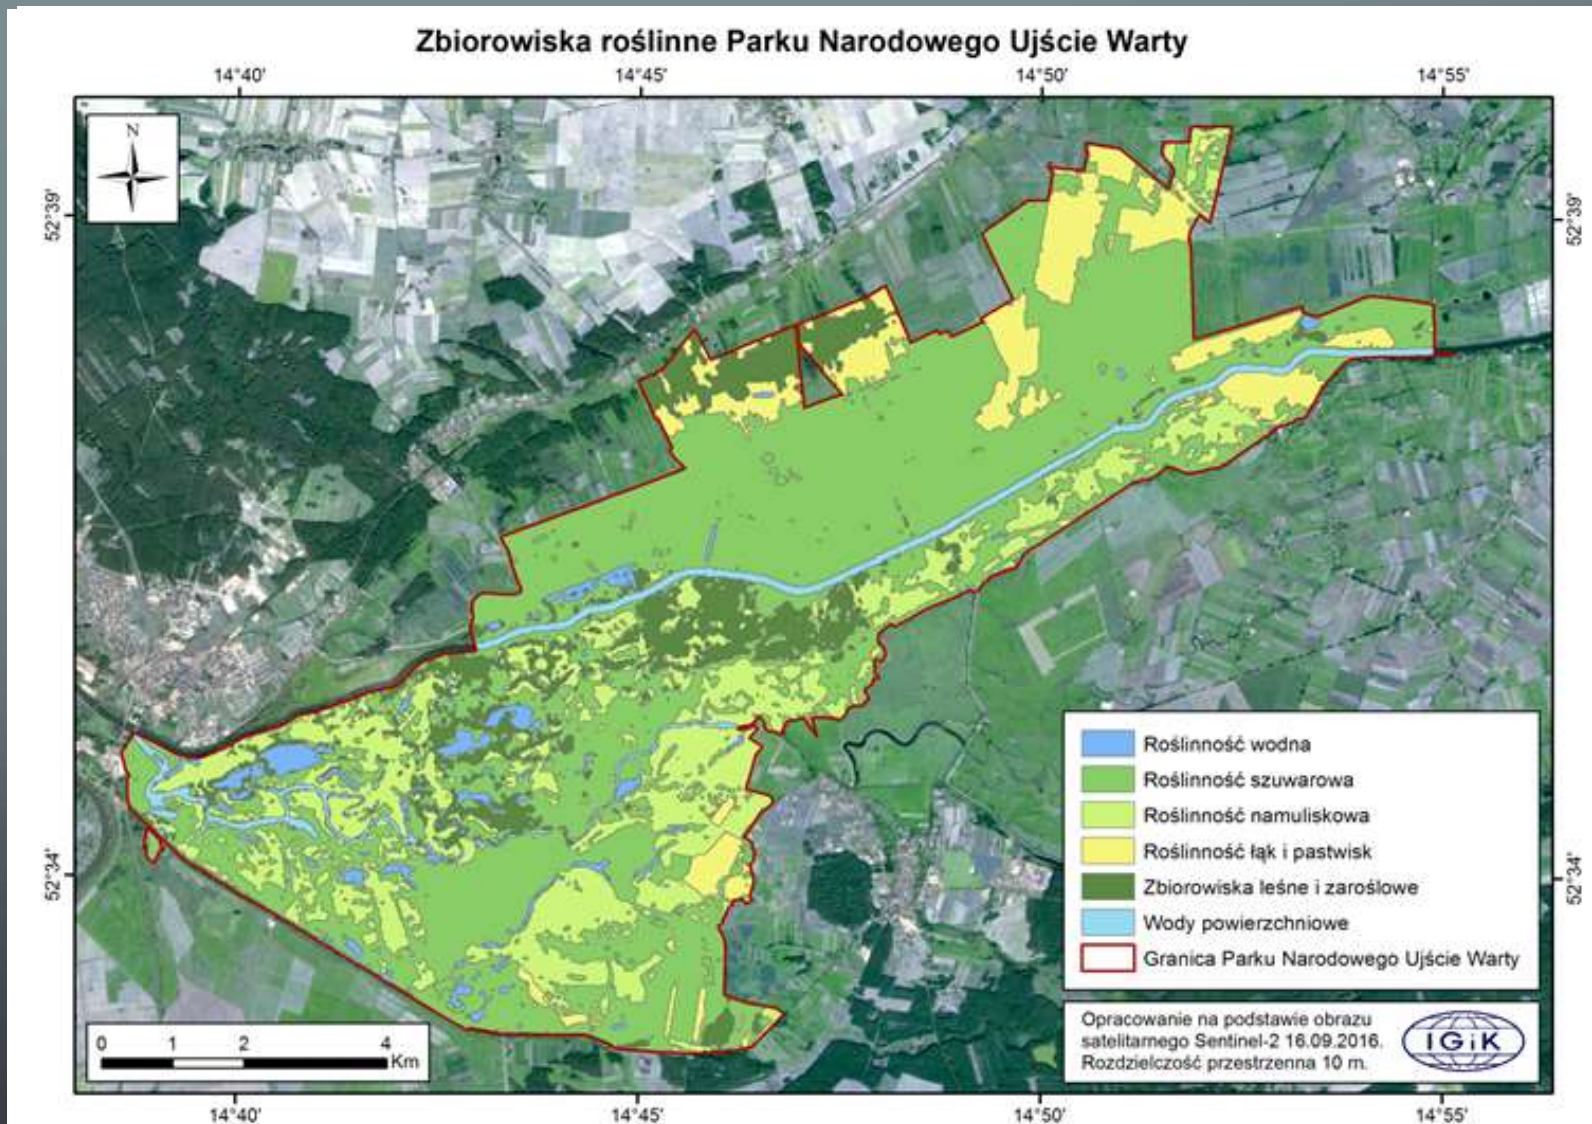 Zbiorowiska roślinne Parku Narodowego Ujście Warty
14°40' 14°45' 14°50' 14°55'
N
52°39' 52°39'
Roślinność wodna
Roślinność szuwarowa
Roślinność namuliskowa
Roślinność łąk i pastwisk
52°34' 52°34'
Zbiorowiska leśne i zaroślowe
Wody powierzchniowe
Granica Parku Narodowego Ujście Warty
Opracowanie na podstawie obrazu
satelitarnego Sentinel-2 16.09.2016.
Rozdzielczość przestrzenna 10 m.
IGiK
0 1 2 4
Km
14°40' 14°45' 14°50' 14°55'